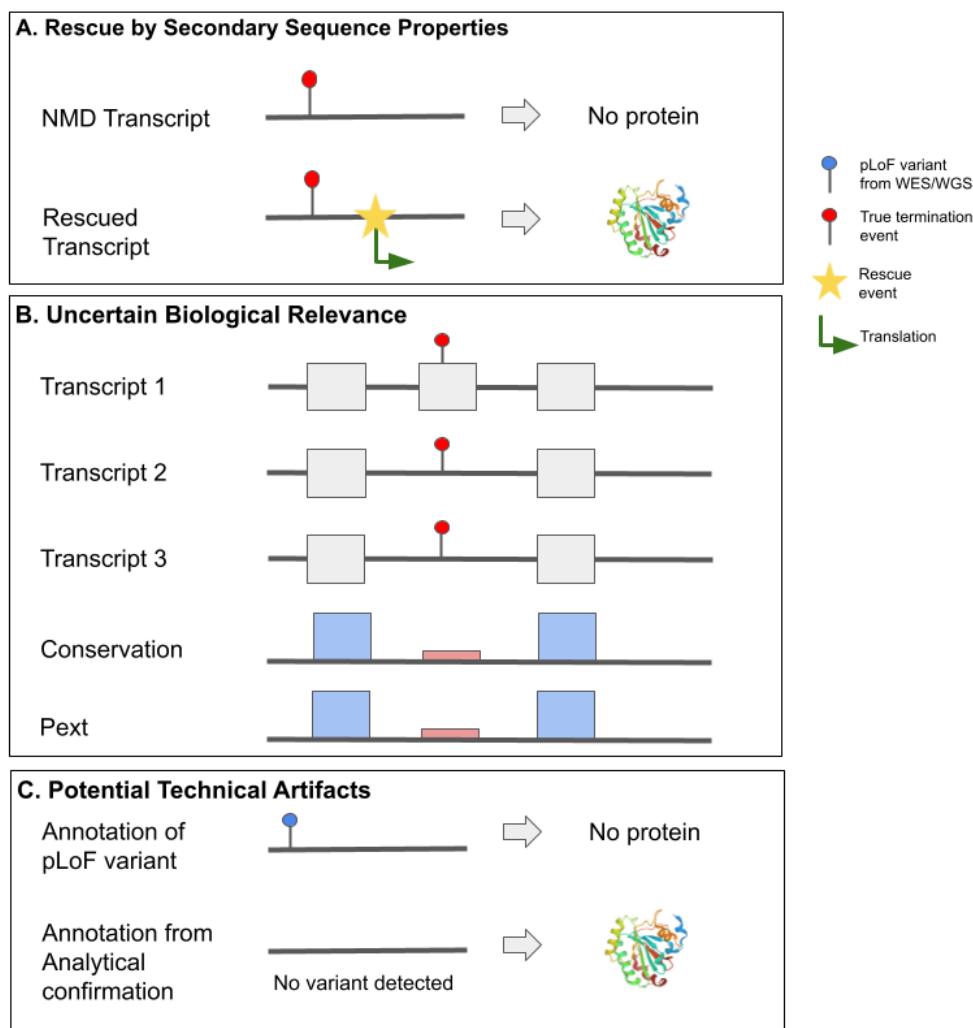 A. Rescue by Secondary Sequence Properties
NMD Transcript
No protein
Rescued
Transcript
pLoF variant
from WES/WGS
True termination
event
Rescue
event
Translation
B. Uncertain Biological Relevance
Transcript 1
Transcript 2
Transcript 3
Conservation
Pext
C. Potential Technical Artifacts
Annotation of
pLoF variant
No protein
Annotation from
Analytical
confirmation
No variant detected